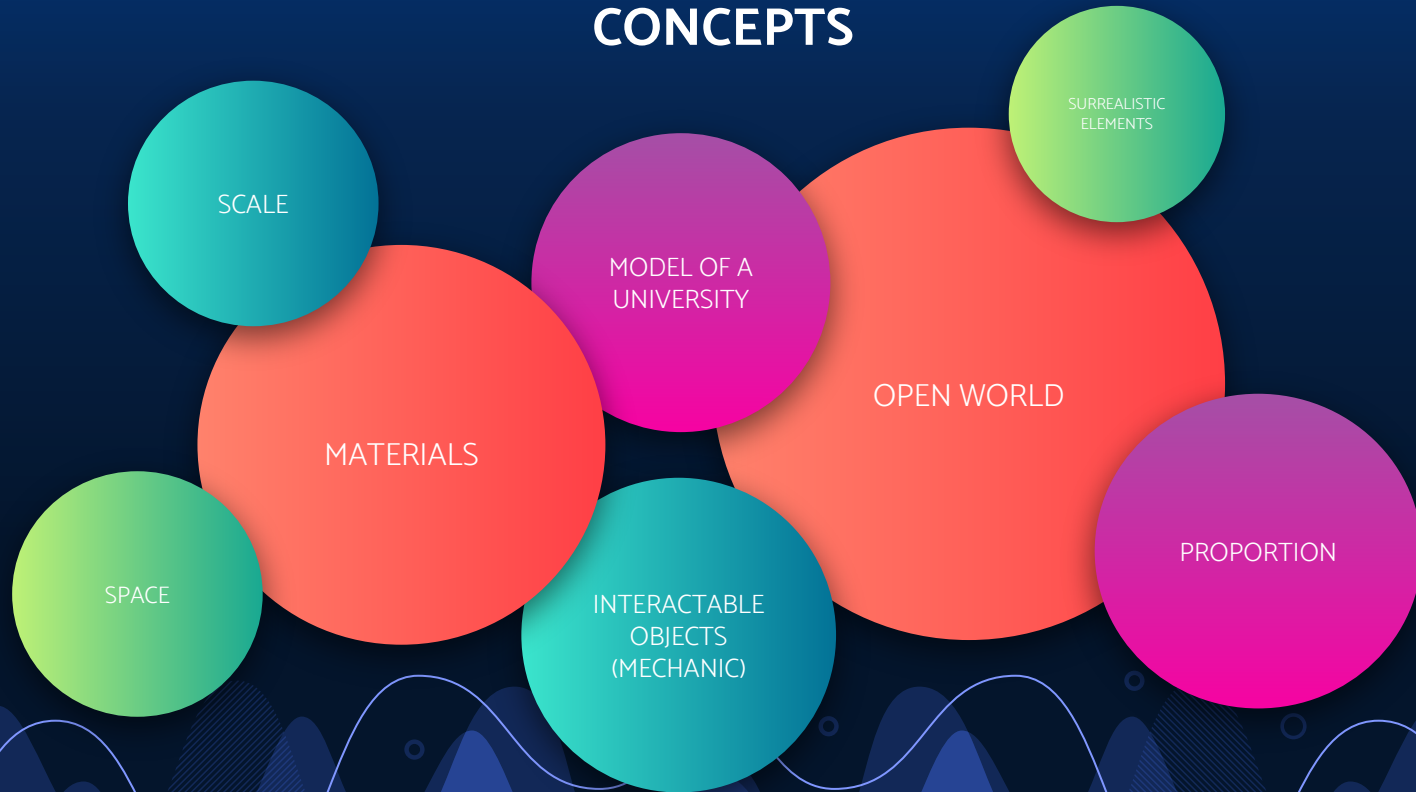 CONCEPTS
SURREALISTIC
ELEMENTS
SCALE
MODEL OF A
UNIVERSITY
OPEN WORLD
MATERIALS
PROPORTION
SPACE
INTERACTABLE
OBJECTS
(MECHANIC)